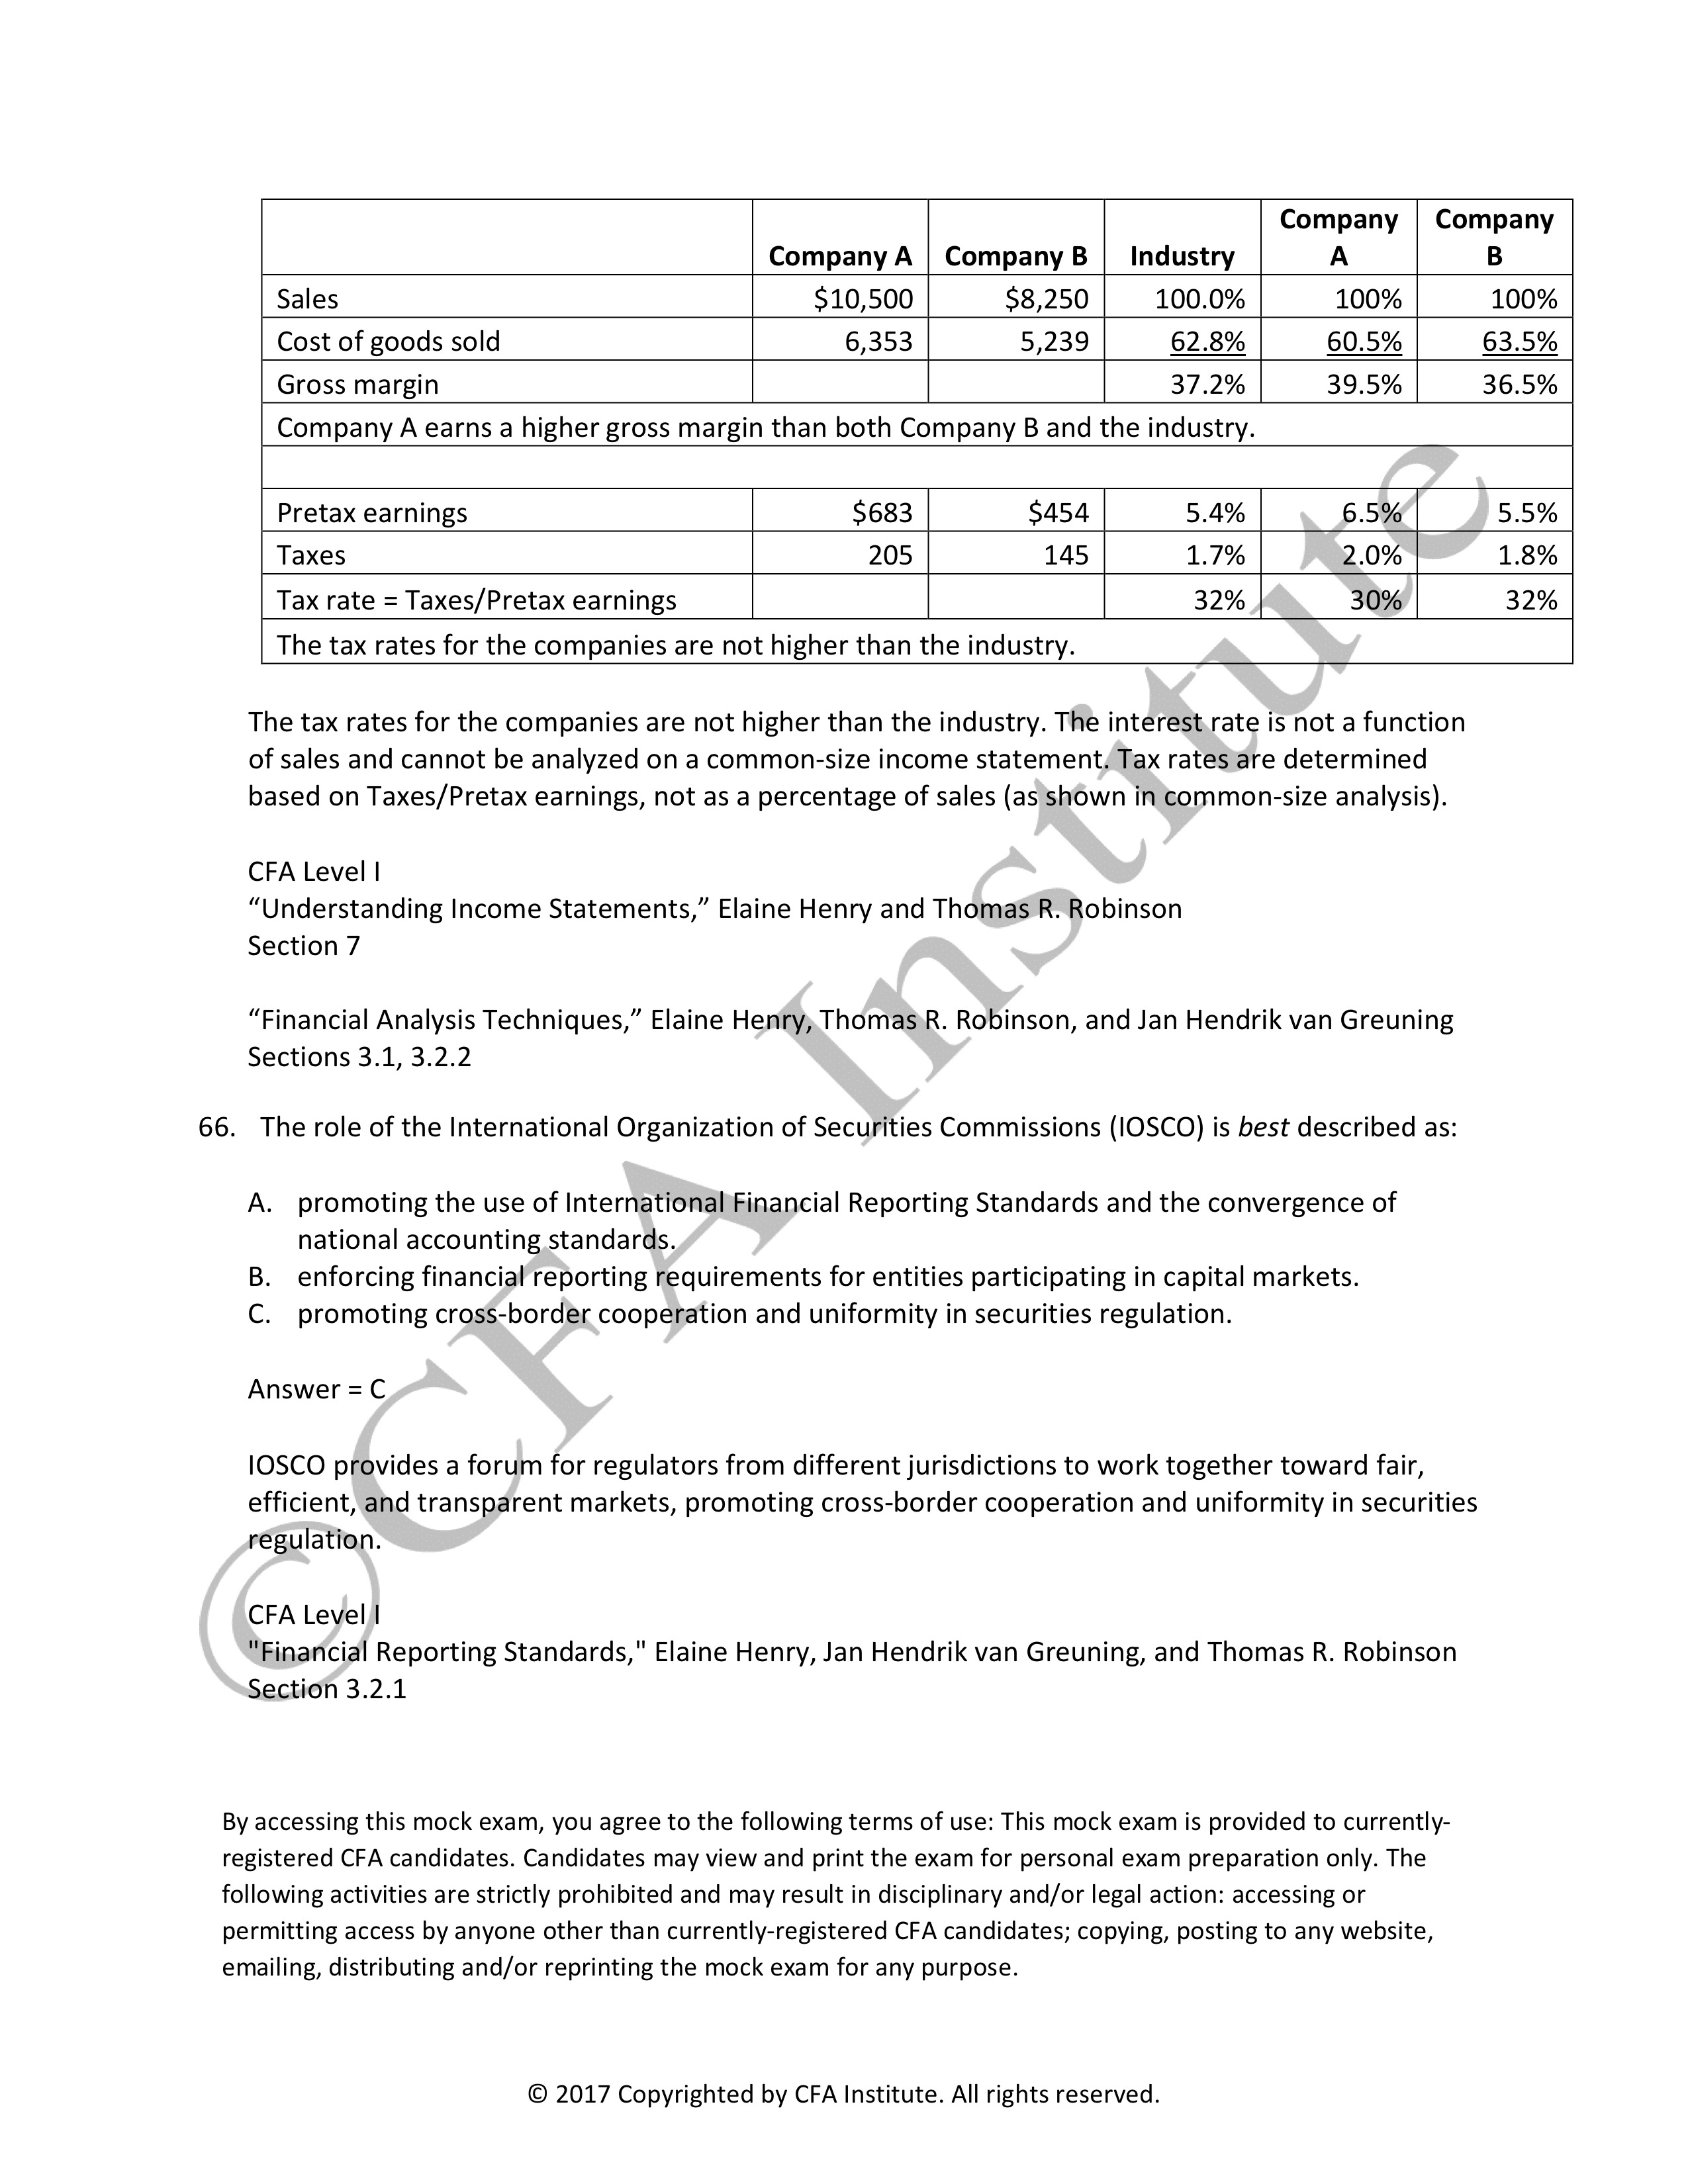 Company A Company B Industry Company A Company B
Sales $10,500 $8,250 100.0% 100% 100%
Cost of goods sold 6,353 5,239 62.8% 60.5% 63.5%
Gross margin 37.2% 39.5% 36.5%
Company A earns a higher gross margin than both Company B and the industry.
Pretax earnings $683 $454 5.4% 6.5% 5.5%
Taxes 205 145 1.7% 2.0% 1.8%
Tax rate = Taxes/Pretax earnings 32% 30% 32%
The tax rates for the companies are not higher than the industry.
The tax rates for the companies are not higher than the industry. The interest rate is not a function
of sales and cannot be analyzed on a common-size income statement. Tax rates are determined
based on Taxes/Pretax earnings, not as a percentage of sales (as shown in common-size analysis).
CFA Level I
“Understanding Income Statements,” Elaine Henry and Thomas R. Robinson
Section 7
“Financial Analysis Techniques,” Elaine Henry, Thomas R. Robinson, and Jan Hendrik van Greuning
Sections 3.1, 3.2.2
66. The role of the International Organization of Securities Commissions (IOSCO) is best described as:
A. promoting the use of International Financial Reporting Standards and the convergence of
national accounting standards.
B. enforcing financial reporting requirements for entities participating in capital markets.
C. promoting cross-border cooperation and uniformity in securities regulation.
Answer = C
IOSCO provides a forum for regulators from different jurisdictions to work together toward fair,
efficient, and transparent markets, promoting cross-border cooperation and uniformity in securities
regulation.
CFA Level I
"Financial Reporting Standards," Elaine Henry, Jan Hendrik van Greuning, and Thomas R. Robinson
Section 3.2.1
By accessing this mock exam, you agree to the following terms of use: This mock exam is provided to currently-
registered CFA candidates. Candidates may view and print the exam for personal exam preparation only. The
following activities are strictly prohibited and may result in disciplinary and/or legal action: accessing or
permitting access by anyone other than currently-registered CFA candidates; copying, posting to any website,
emailing, distributing and/or reprinting the mock exam for any purpose.
© 2017 Copyrighted by CFA Institute. All rights reserved.
©CFA Institute